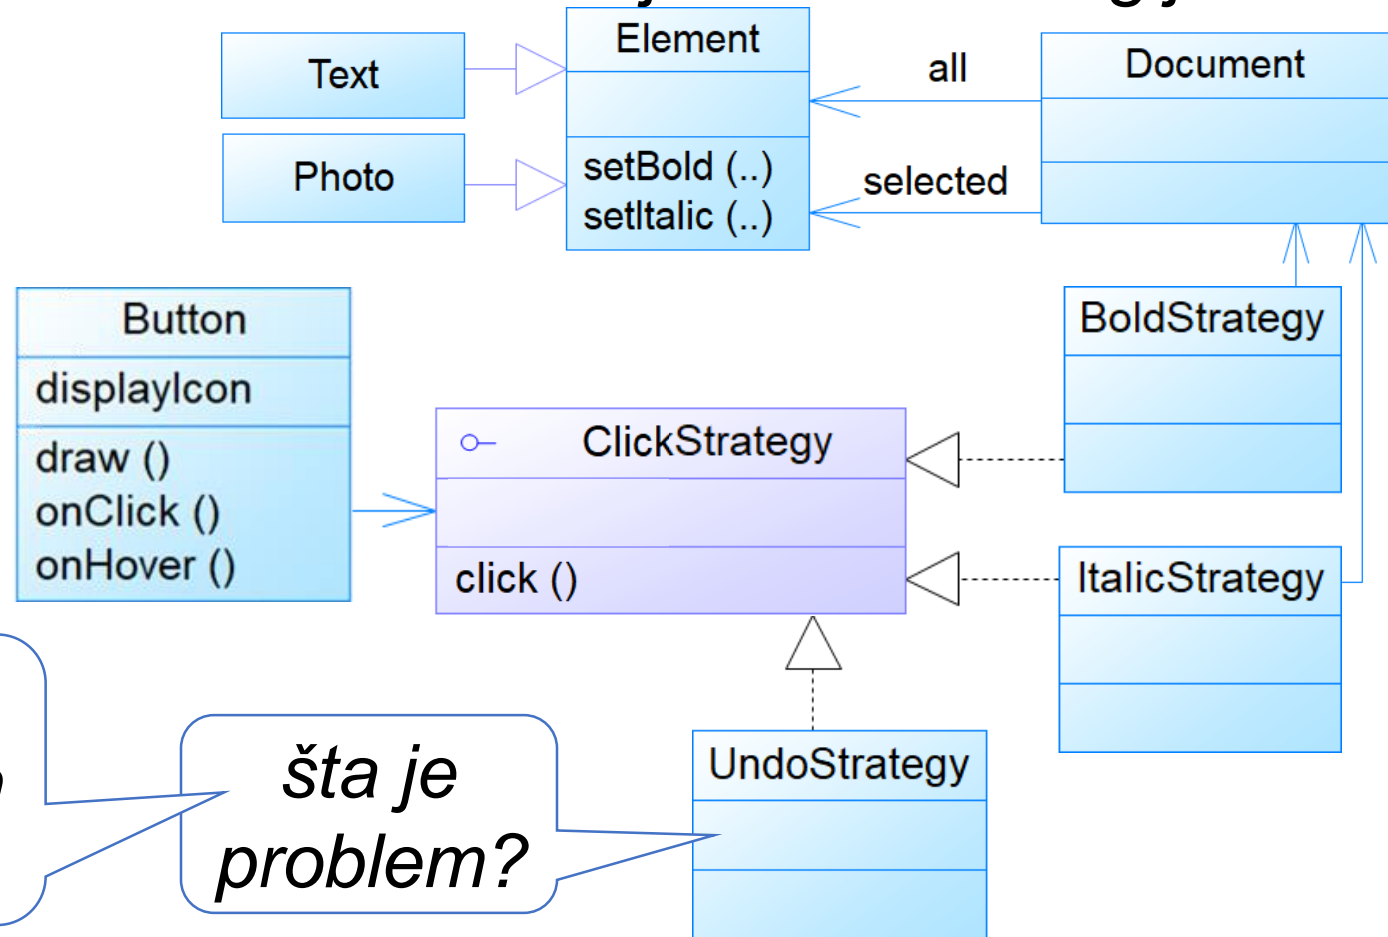 Element
Text
all
Document
Photo
setBold (..)
setItalic (..)
selected
Button
displayIcon
draw ()
onClick ()
onHover ()
ClickStrategy
click ()
BoldStrategy
ItalicStrategy
UndoStrategy
šta je
problem?